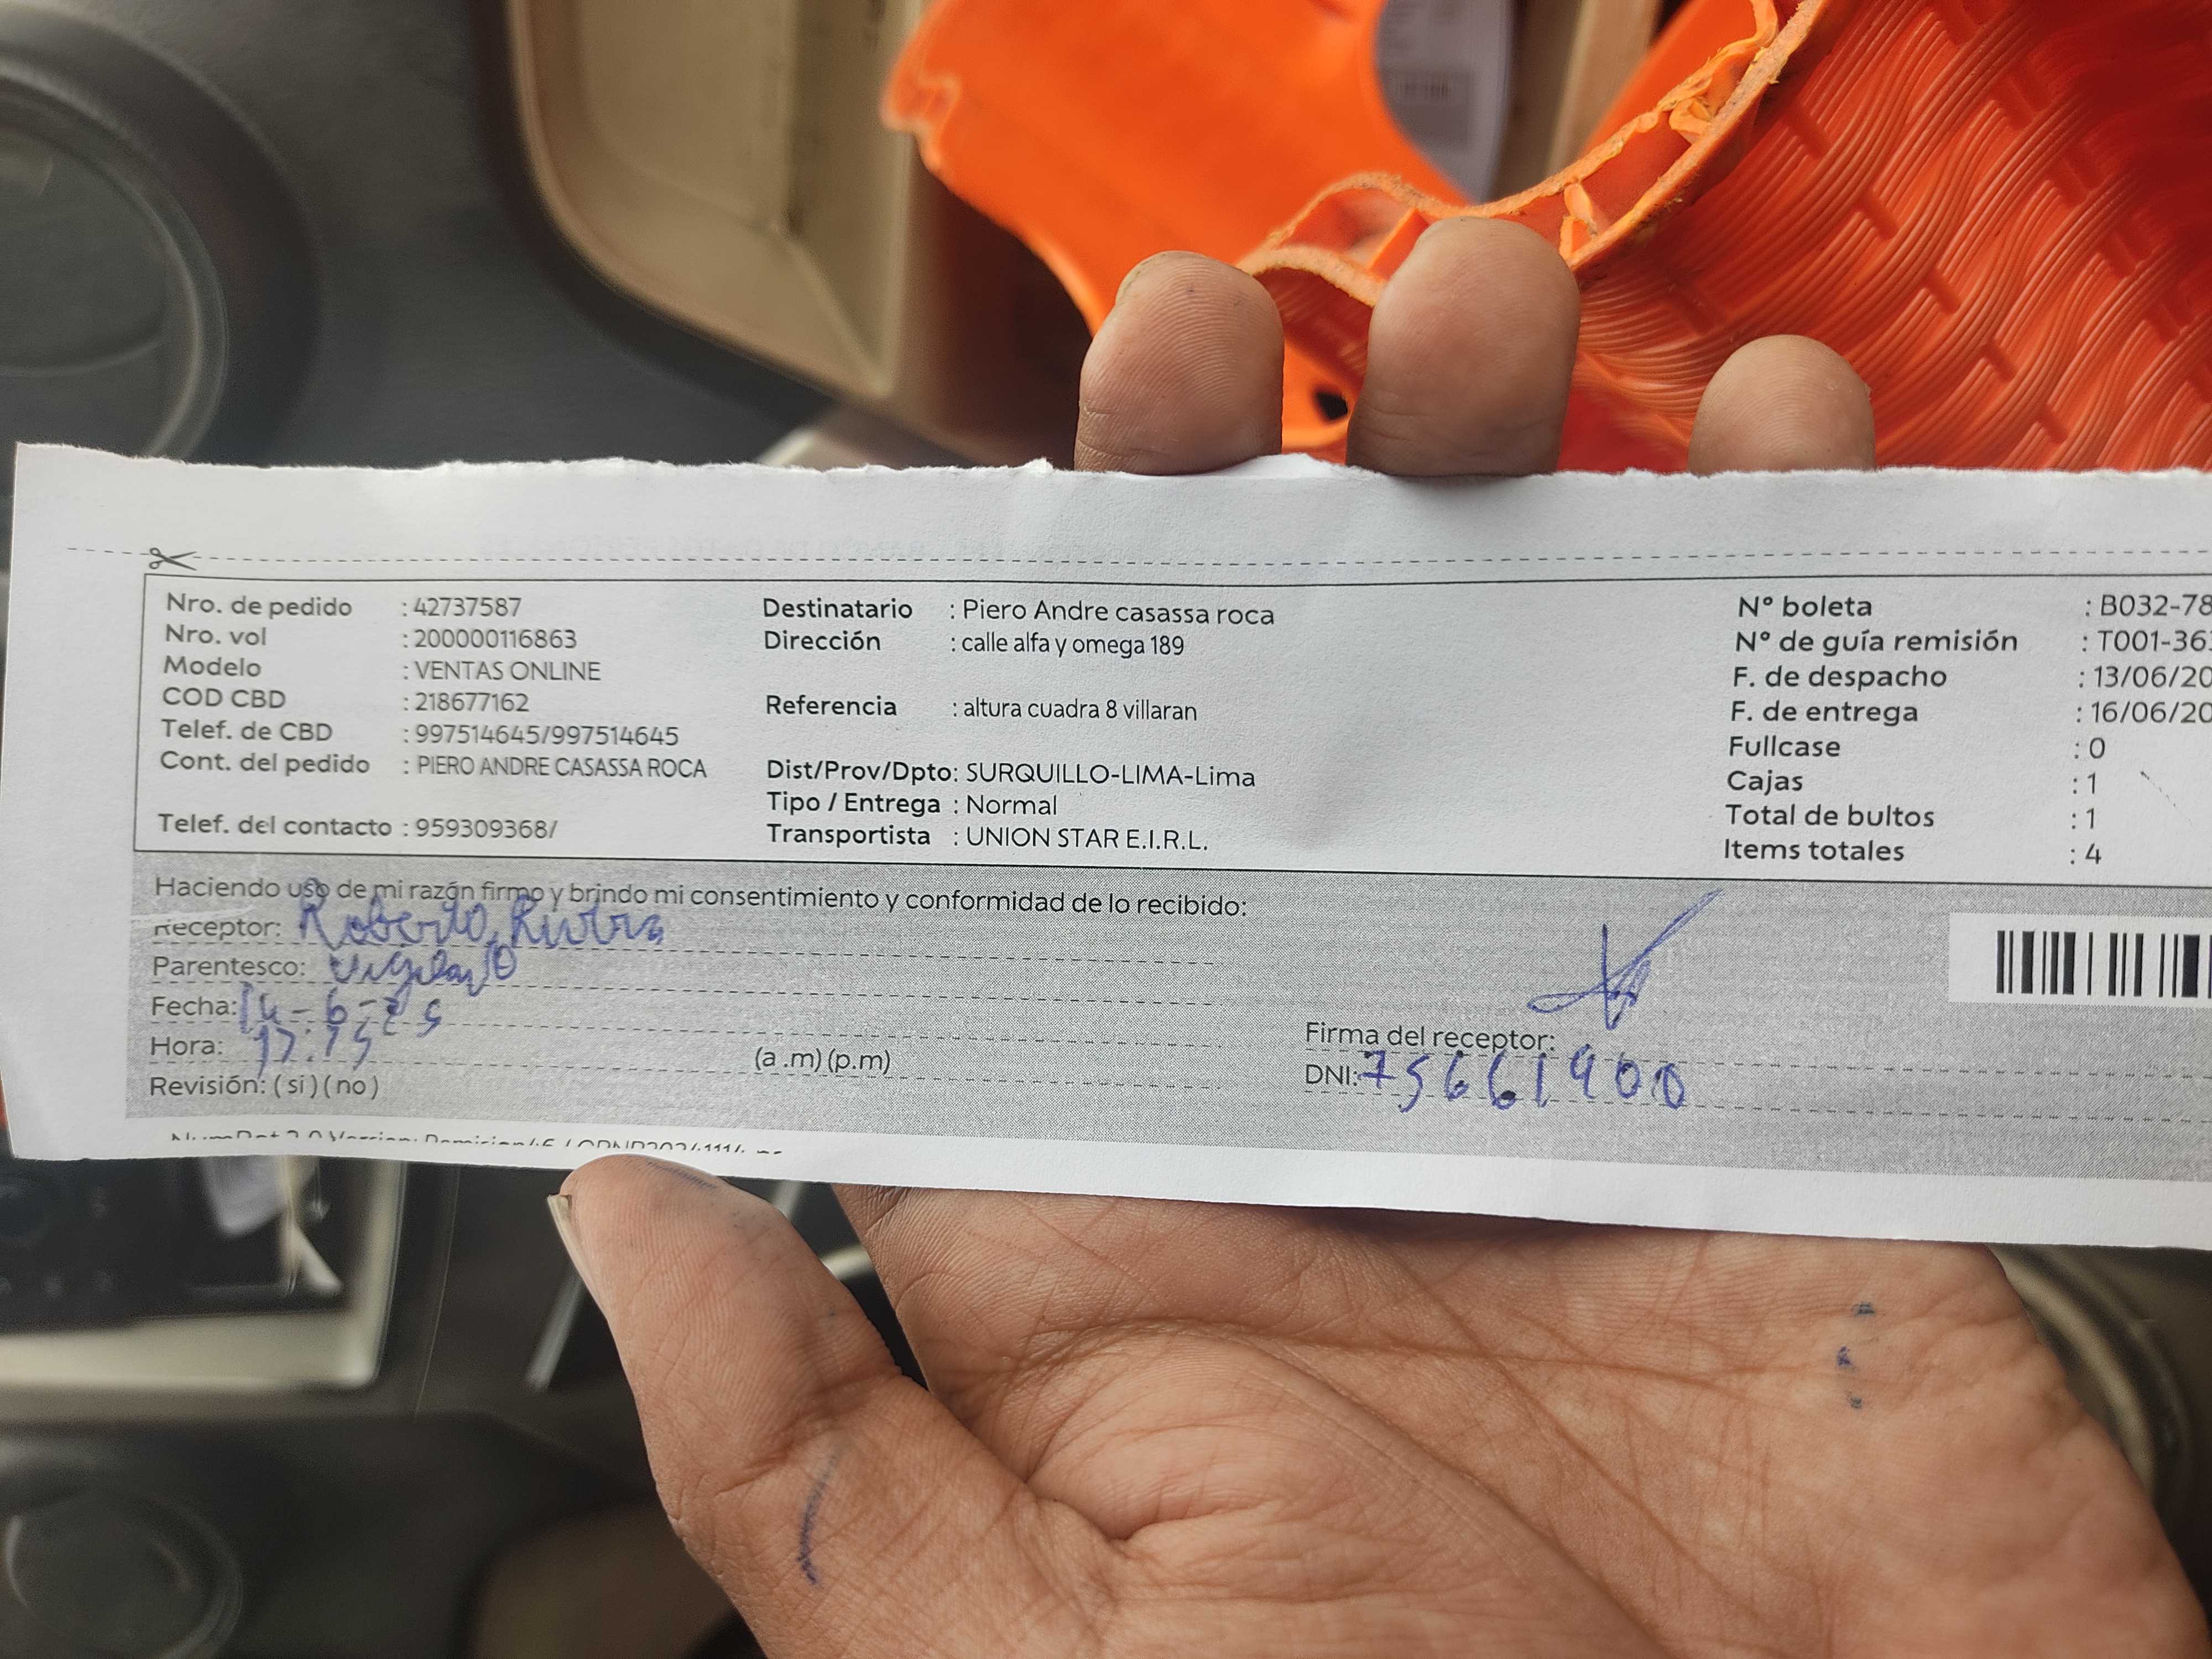 Nro. de pedido : 42737587
Nro. vol : 200000116863
Modelo : VENTAS ONLINE
COD CBD : 218677162
Telef. de CBD : 997514645/997514645
Cont. del pedido : PIERO ANDRE CASASSA ROCA
Telef. del contacto : 959309368/
Destinatario : Piero Andre casassa roca
Dirección : calle alfa y omega 189
Referencia : altura cuadra 8 villaran
Dist/Prov/Dpto: SURQUILLO-LIMA-Lima
Tipo / Entrega : Normal
Transportista : UNION STAR E.I.R.L.
N° boleta : B032-78
N° de guía remisión : T001-36
F. de despacho : 13/06/20
F. de entrega : 16/06/20
Fullcase : 0
Cajas : 1
Total de bultos : 1
Items totales : 4
Haciendo uso de mi razón firmo y brindo mi consentimiento y conformidad de lo recibido:
Receptor: Roberto
Parentesco:
Fecha: 14-6-25
Hora: (a .m) (p.m)
Revisión: ( si ) ( no )
Firma del receptor:
DNI: 75661900